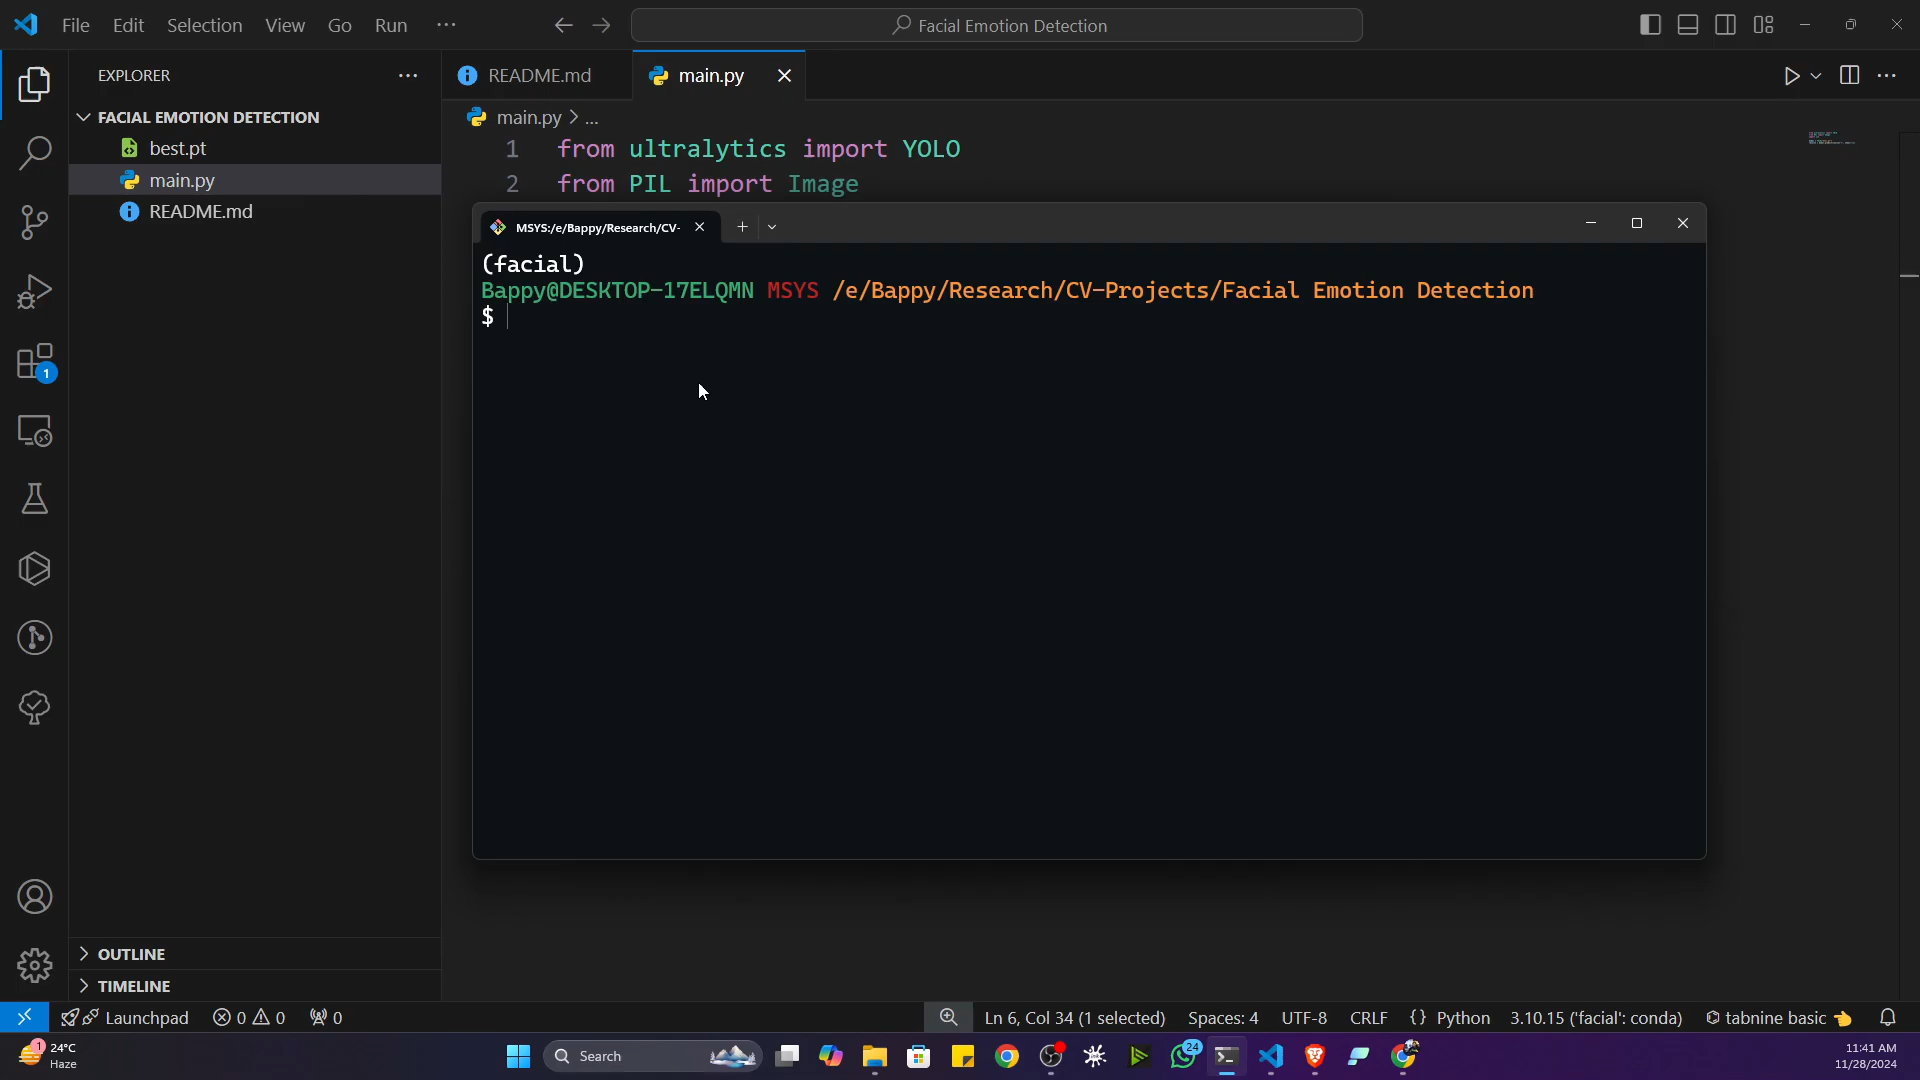 File Edit Selection View Go Run ···
Facial Emotion Detection
EXPLORER ···
README.md
main.py
FACIAL EMOTION DETECTION
main.py > ...
best.pt
main.py
README.md
1 from ultralytics import YOLO
2 from PIL import Image
MSYS:/e/Bappy/Research/CV-
(facial)
Bappy@DESKTOP-17ELQMN MSYS /e/Bappy/Research/CV-Projects/Facial Emotion Detection
$
1
OUTLINE
TIMELINE
Launchpad 0 0 0 Ln 6, Col 34 (1 selected) Spaces: 4 UTF-8 CRLF {} Python 3.10.15 ('facial': conda) tabnine basic
1 24°C
Haze
Search
24
11:41 AM
11/28/2024